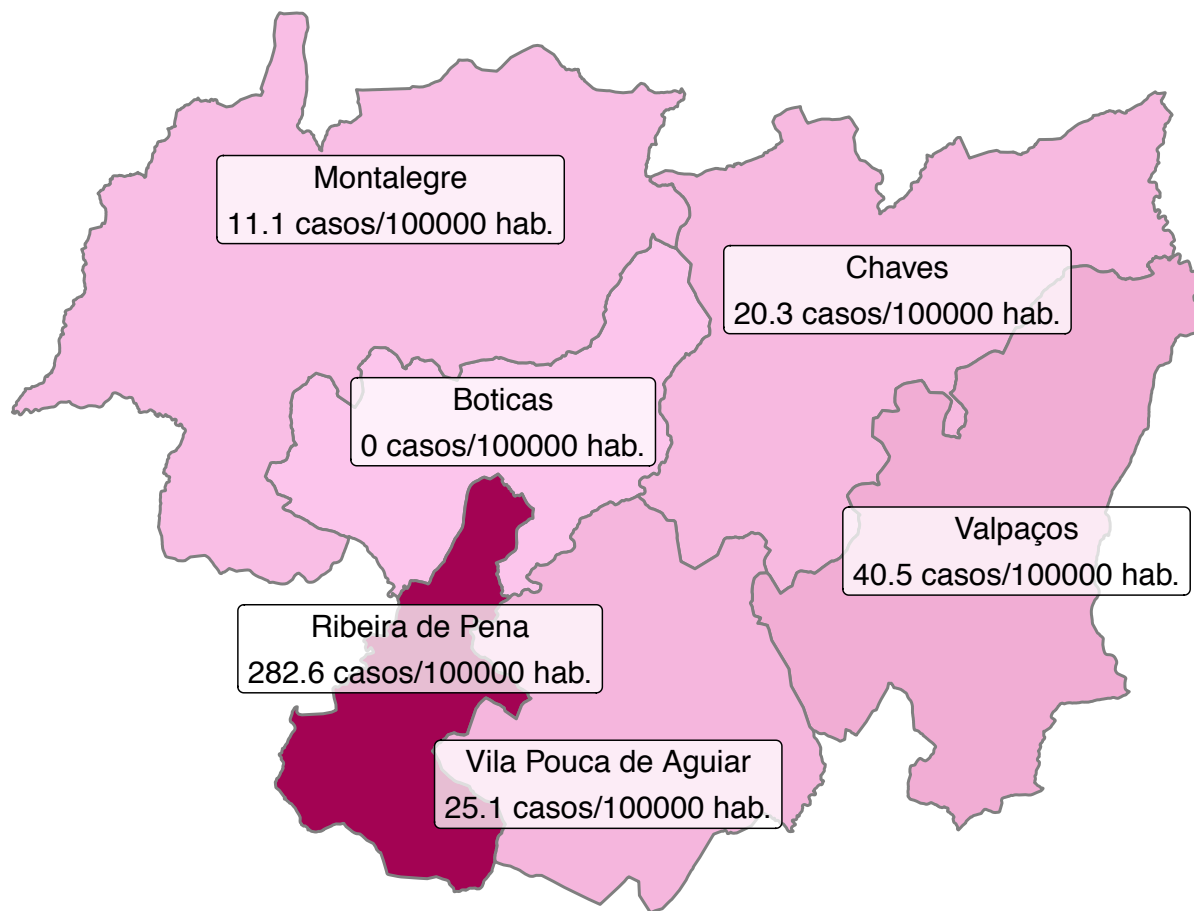 Montalegre
11.1 casos/100000 hab.
Chaves
20.3 casos/100000 hab.
Boticas
0 casos/100000 hab.
Valpaços
40.5 casos/100000 hab.
Ribeira de Pena
282.6 casos/100000 hab.
Vila Pouca de Aguiar
25.1 casos/100000 hab.